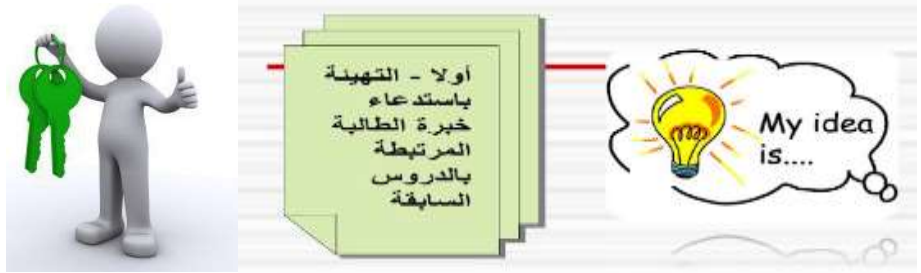 أولا - التهيئة
باستدعاء
خبرة الطالبة
المرتبطة
بالدروس
السابقة
My idea
is....